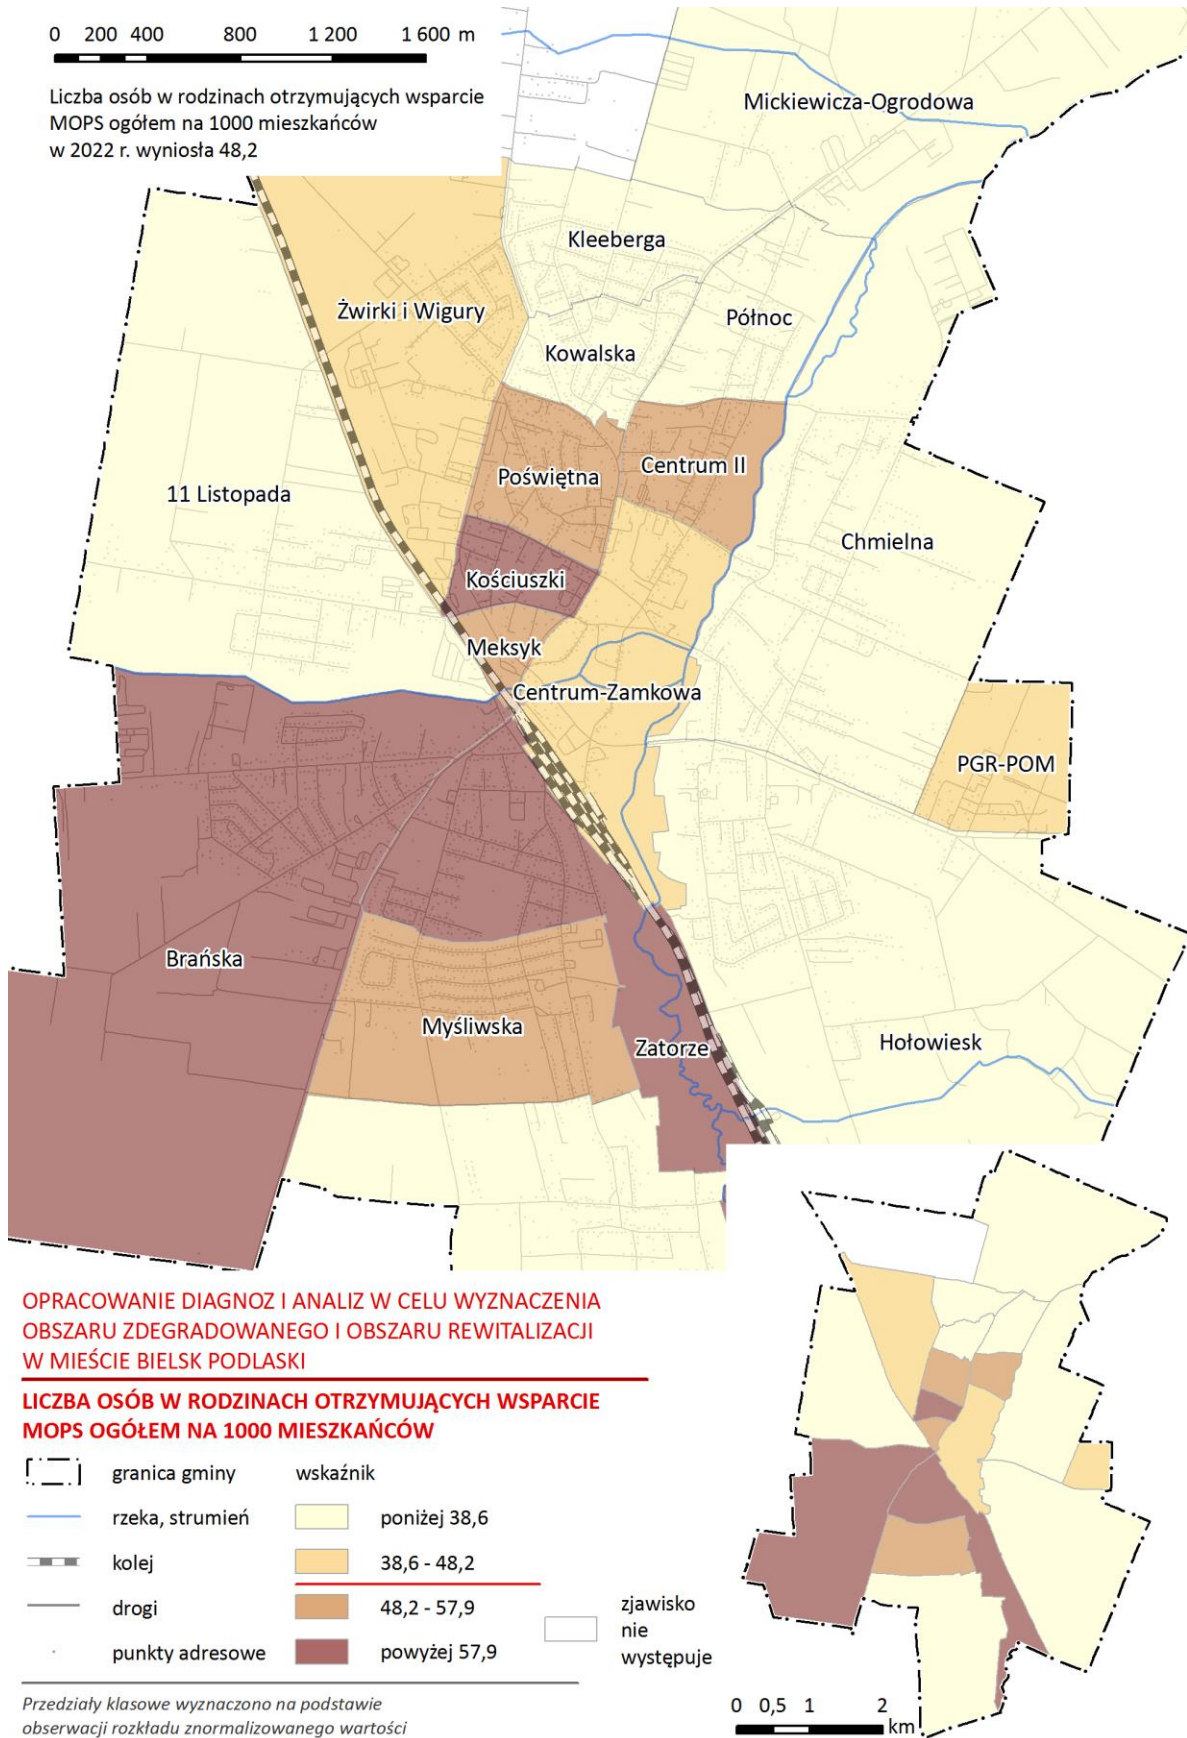 0 200 400 800 1 200 1 600 m
Liczba osób w rodzinach otrzymujących wsparcie
MOPS ogółem na 1000 mieszkańców
w 2022 r. wyniosła 48,2
Mickiewicza-Ogrodowa
Kleeberga
Żwirki i Wigury
Północ
Kowalska
Poświętna
Centrum II
11 Listopada
Chmielna
Kościuszki
Meksyk
Centrum-Zamkowa
PGR-POM
Brańska
Myśliwska
Zatorze
Hołowiesk
OPRACOWANIE DIAGNOZ I ANALIZ W CELU WYZNACZENIA
OBSZARU ZDEGRADOWANEGO I OBSZARU REWITALIZACJI
W MIEŚCIE BIELSK PODLASKI
LICZBA OSÓB W RODZINACH OTRZYMUJĄCYCH WSPARCIE
MOPS OGÓŁEM NA 1000 MIESZKAŃCÓW
granica gminy
rzeka, strumień
kolej
drogi
punkty adresowe
wskaźnik
poniżej 38,6
38,6 - 48,2
48,2 - 57,9
powyżej 57,9
zjawisko
nie
występuje
Przedziały klasowe wyznaczono na podstawie
obserwacji rozkładu znormalizowanego wartości
0 0,5 1 2
km